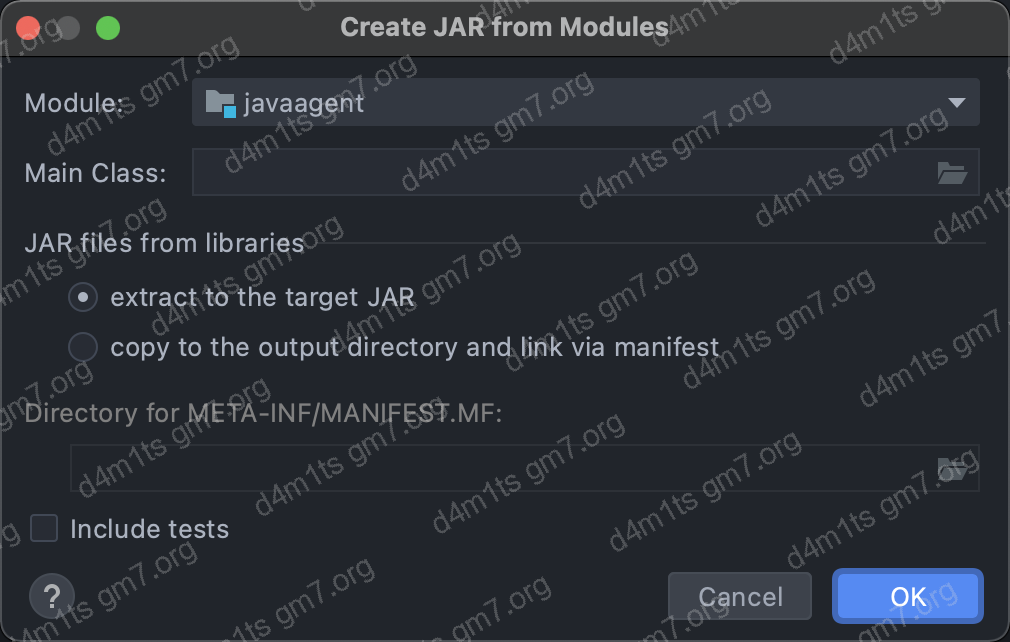 Create JAR from Modules
Module: javaagent
Main Class:
JAR files from libraries
extract to the target JAR
copy to the output directory and link via manifest
Directory for META-INF/MANIFEST.MF:
Include tests
? Cancel OK
d4m1ts gm7.org